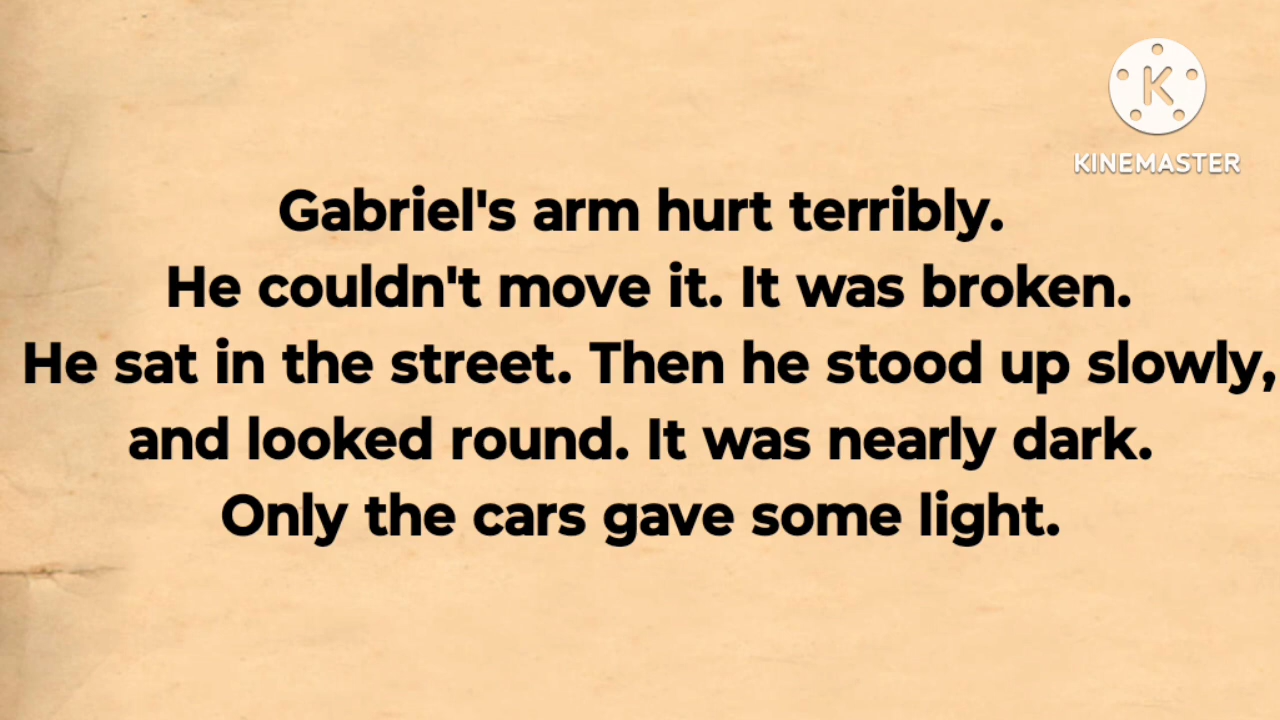 KINEMASTER
Gabriel's arm hurt terribly.
He couldn't move it. It was broken.
He sat in the street. Then he stood up slowly,
and looked round. It was nearly dark.
Only the cars gave some light.